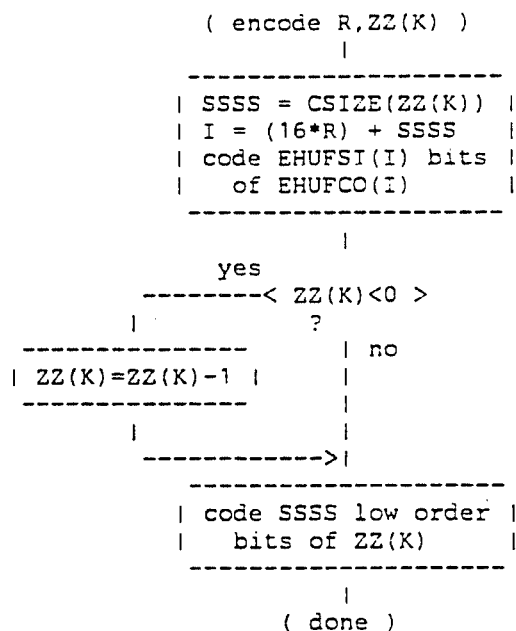 ( encode R,ZZ(K) )
SSSS = CSIZE(ZZ(K))
I = (16*R) + SSSS
code EHUFSI(I) bits
of EHUFCO(I)
yes
< ZZ(K)<0 >
?
no
ZZ(K)=ZZ(K)-1
code SSSS low order
bits of ZZ(K)
( done )